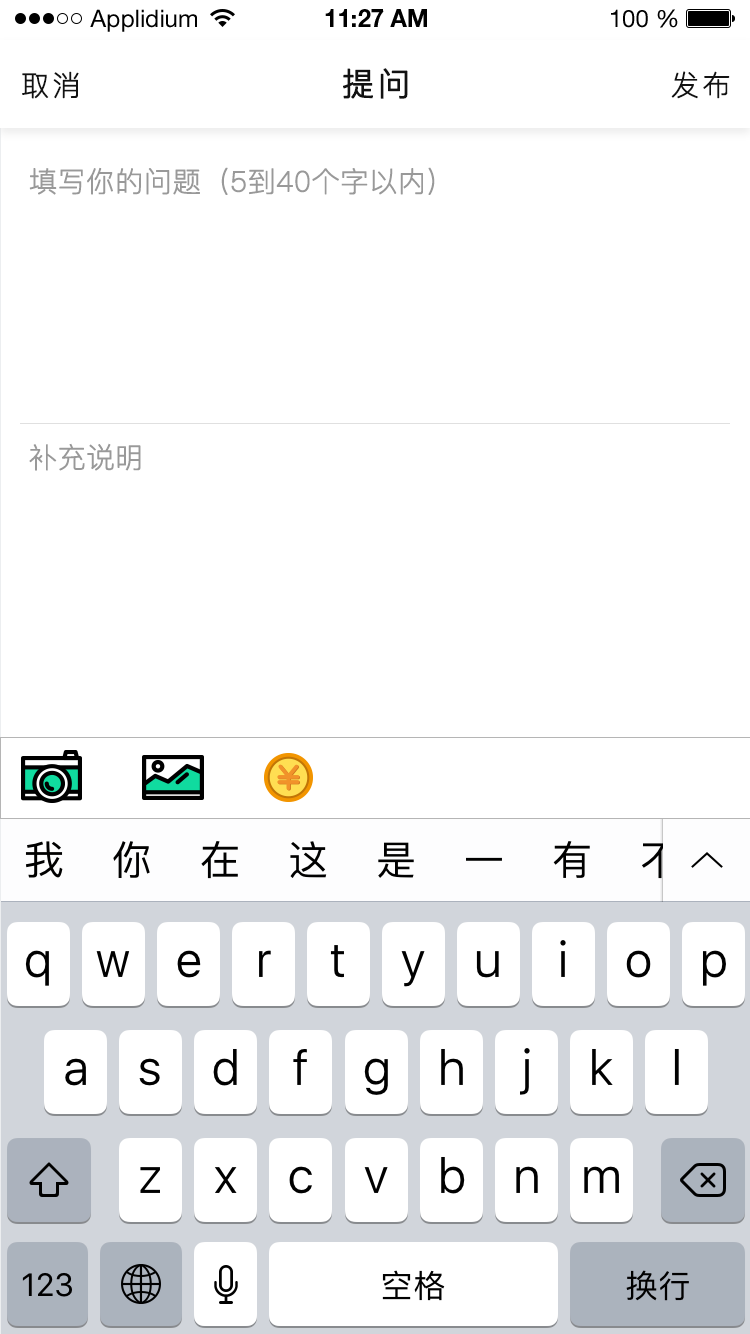 Applidium 11:27 AM 100 %
取消 提问 发布
填写你的问题（5到40个字以内）
补充说明
¥
我 你 在 这 是 一 有 不
q w e r t y u i o p
a s d f g h j k l
z x c v b n m
123 空格 换行